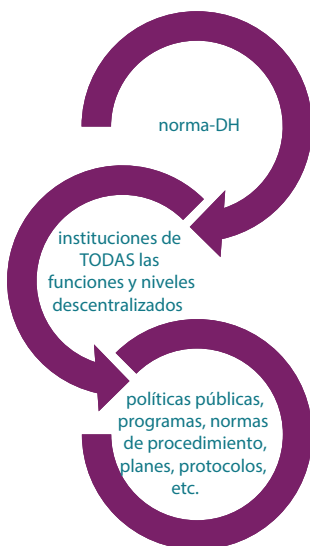 norma-DH
instituciones de
TODAS las
funciones y niveles
descentralizados
políticas públicas,
programas, normas
de procedimiento,
planes, protocolos,
etc.